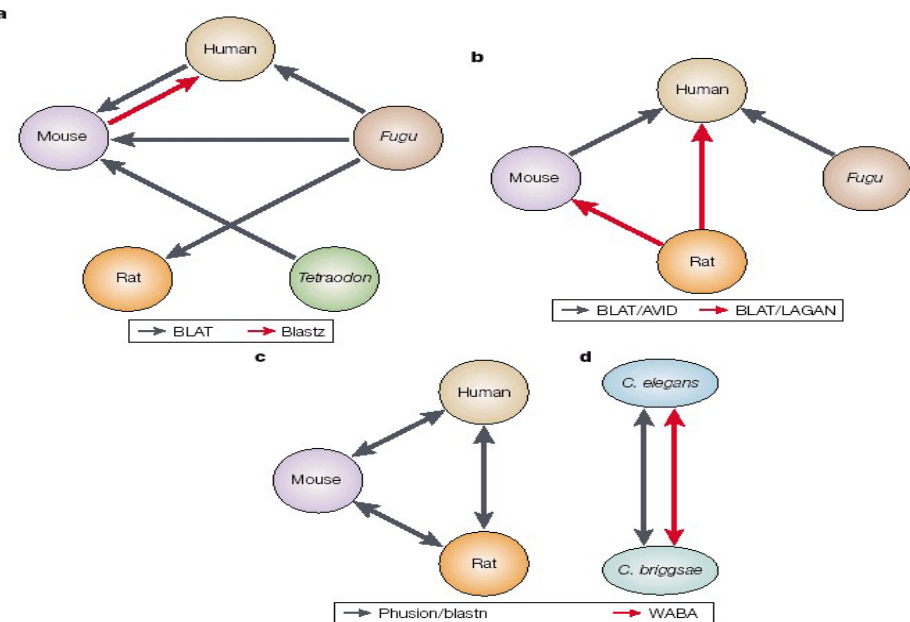 a
Human
Mouse
Fugu
Rat
Tetraodon
BLAT Blastz
b
Human
Mouse
Fugu
Rat
BLAT/AVID BLAT/LAGAN
c
Human
Mouse
Rat
d
C. elegans
C. briggsae
Phusion/blastn WABA